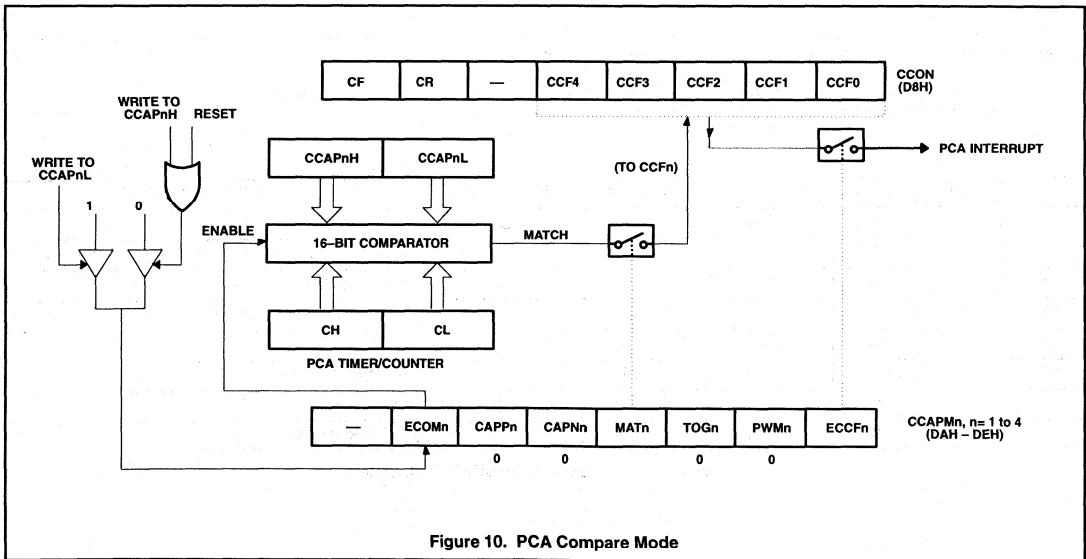 CF CR — CCF4 CCF3 CCF2 CCF1 CCF0
CCON
(D8H)
WRITE TO
CCAPnH RESET
WRITE TO
CCAPnL
1 0
CCAPnH CCAPnL
(TO CCFn)
PCA INTERRUPT
ENABLE
16–BIT COMPARATOR
MATCH
CH CL
PCA TIMER/COUNTER
— ECOMn CAPPn CAPNn MATn TOGn PWMn ECCFn
CCAPMn, n= 1 to 4
(DAH – DEH)
0 0 0 0
Figure 10. PCA Compare Mode